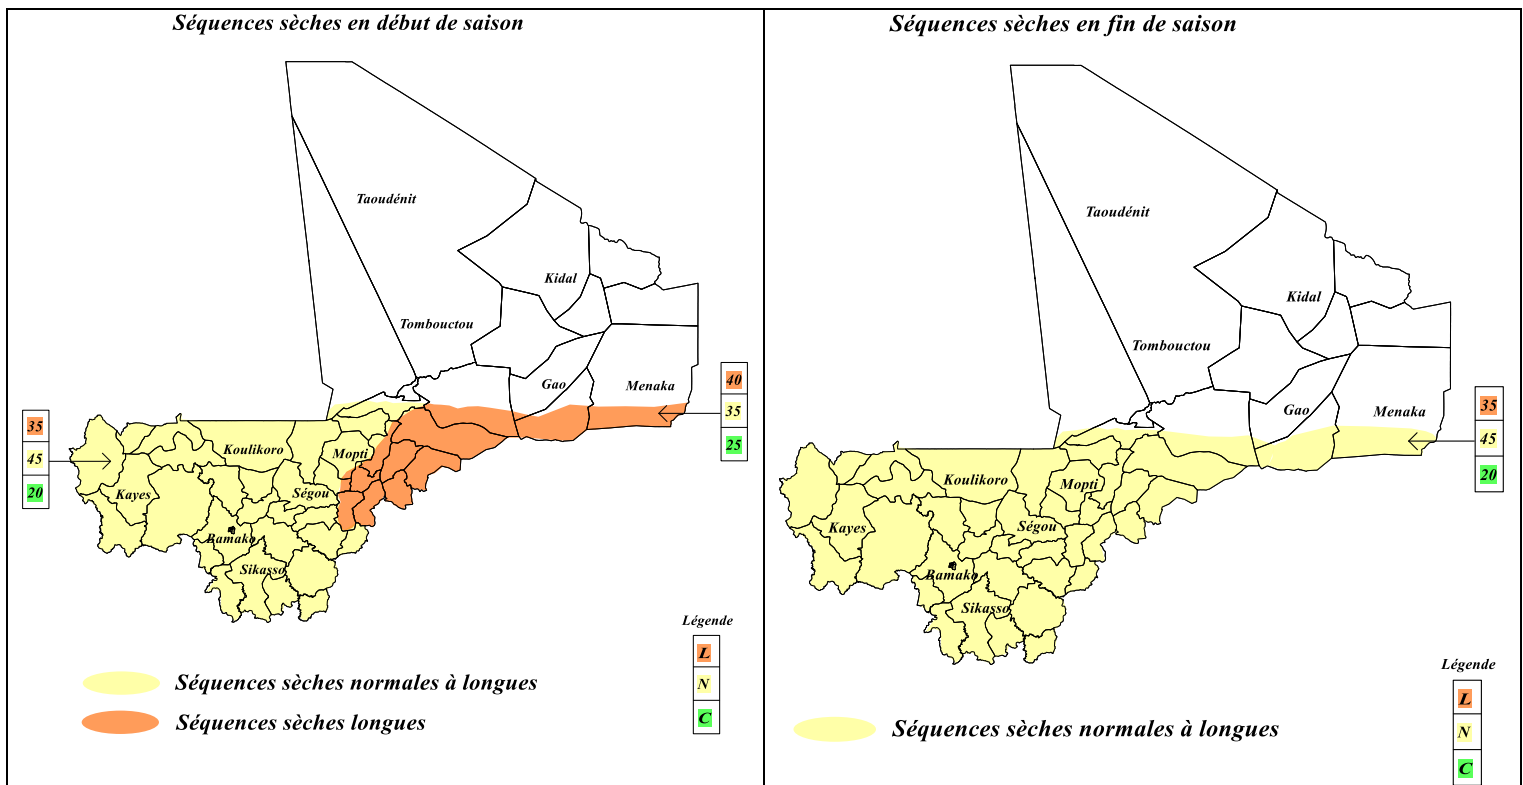 Séquences sèches en début de saison
Taoudénit
Kidal
Tombouctou
Gao
Menaka
40
35
25
35
45
20
Koulikoro
Mopti
Kayes
Ségou
Bamako
Sikasso
Légende
L
N
C
Séquences sèches normales à longues
Séquences sèches longues
Séquences sèches en fin de saison
Taoudénit
Kidal
Tombouctou
Gao
Menaka
35
45
20
Koulikoro
Mopti
Kayes
Ségou
Bamako
Sikasso
Légende
L
N
C
Séquences sèches normales à longues